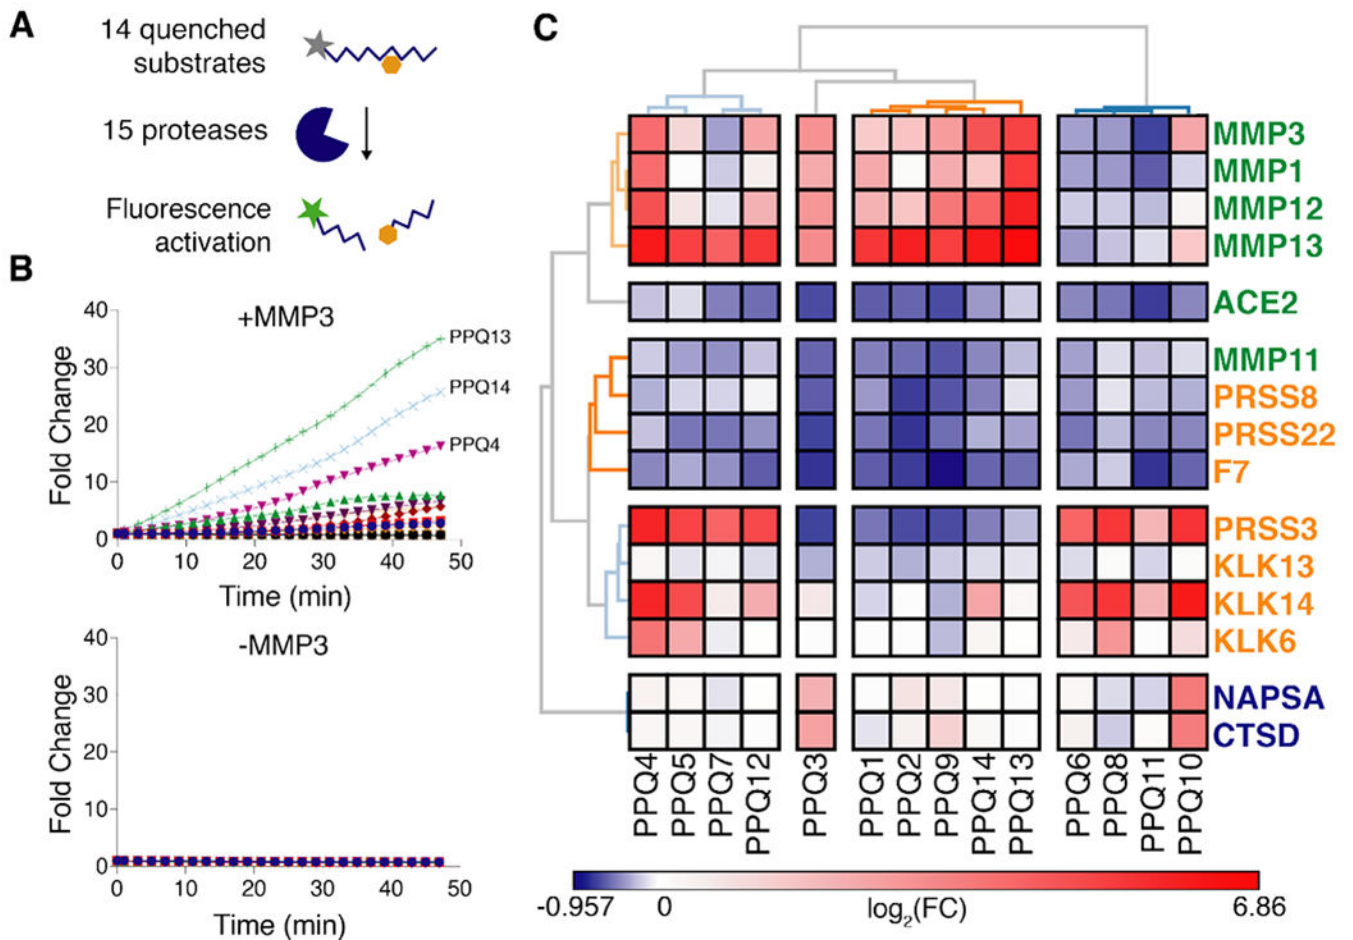 A
14 quenched
substrates
15 proteases
Fluorescence
activation
B
+MMP3
40
30
20
10
0
Fold Change
PPQ13
PPQ14
PPQ4
0 10 20 30 40 50
Time (min)
-MMP3
40
30
20
10
0
Fold Change
0 10 20 30 40 50
Time (min)
C
MMP3
MMP1
MMP12
MMP13
ACE2
MMP11
PRSS8
PRSS22
F7
PRSS3
KLK13
KLK14
KLK6
NAPSA
CTSD
PPQ4
PPQ5
PPQ7
PPQ12
PPQ3
PPQ1
PPQ2
PPQ9
PPQ14
PPQ13
PPQ6
PPQ8
PPQ11
PPQ10
-0.957 0 log₂(FC) 6.86